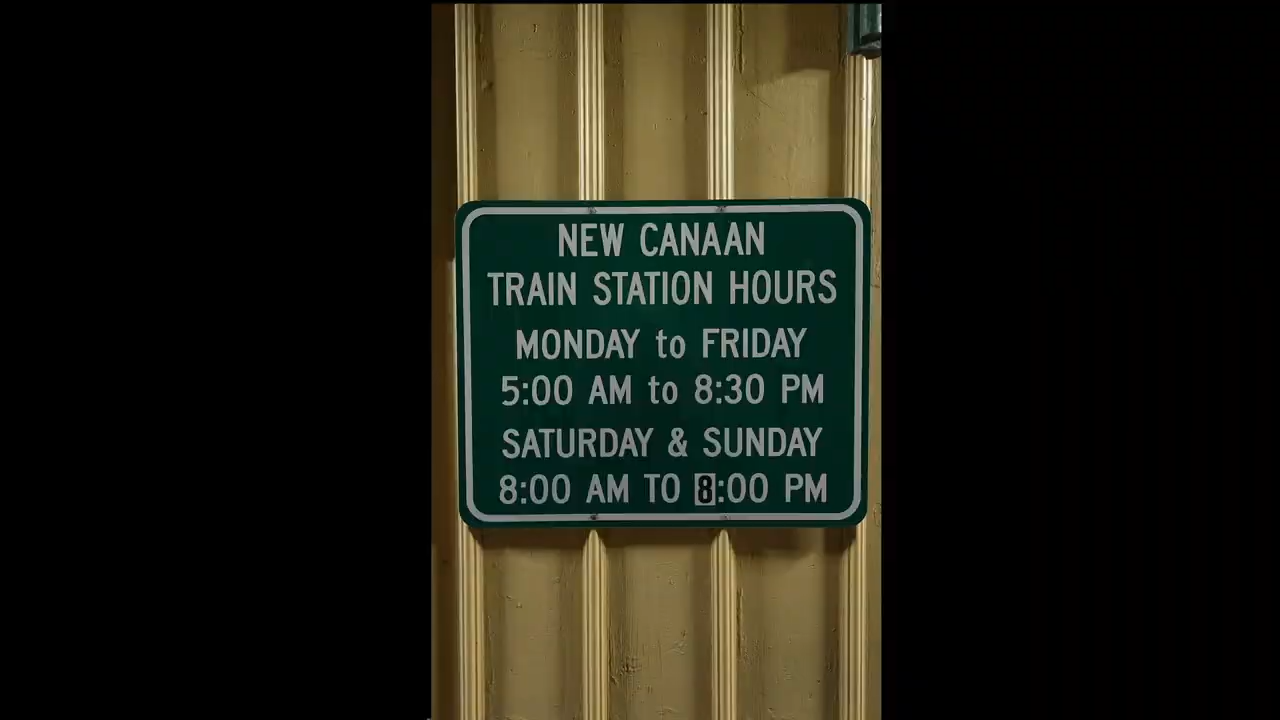 NEW CANAAN
TRAIN STATION HOURS
MONDAY to FRIDAY
5:00 AM to 8:30 PM
SATURDAY & SUNDAY
8:00 AM TO 8:00 PM